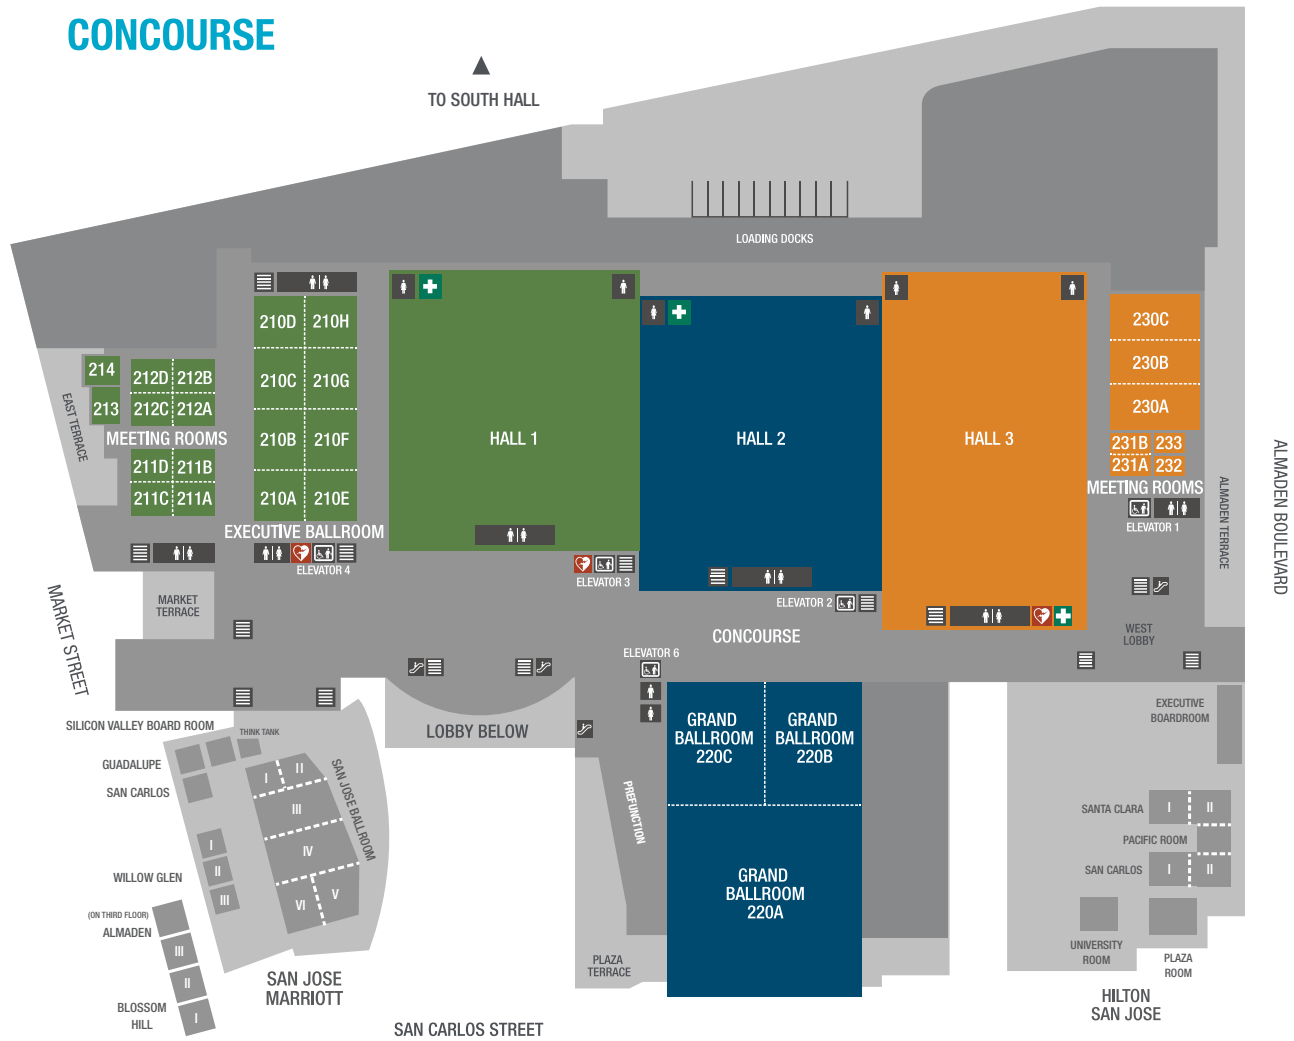 CONCOURSE
TO SOUTH HALL
LOADING DOCKS
210D
210H
210C
210G
210B
210F
210A
210E
EXECUTIVE BALLROOM
ELEVATOR 4
214
213
212D
212B
212C
212A
MEETING ROOMS
211D
211B
211C
211A
EAST TERRACE
MARKET
TERRACE
MARKET STREET
HALL 1
ELEVATOR 3
HALL 2
ELEVATOR 2
HALL 3
230C
230B
230A
231B
233
231A
232
MEETING ROOMS
ELEVATOR 1
ALMADEN TERRACE
ALMADEN BOULEVARD
WEST
LOBBY
CONCOURSE
ELEVATOR 6
LOBBY BELOW
PREFUNCTION
GRAND
BALLROOM
220C
GRAND
BALLROOM
220B
GRAND
BALLROOM
220A
PLAZA
TERRACE
SILICON VALLEY BOARD ROOM
THINK TANK
GUADALUPE
SAN CARLOS
I
II
III
IV
V
VI
SAN JOSE BALLROOM
I
II
III
WILLOW GLEN
(ON THIRD FLOOR)
ALMADEN
III
II
I
BLOSSOM
HILL
SAN JOSE
MARRIOTT
SAN CARLOS STREET
EXECUTIVE
BOARDROOM
SANTA CLARA
I
II
PACIFIC ROOM
SAN CARLOS
I
II
UNIVERSITY
ROOM
PLAZA
ROOM
HILTON
SAN JOSE